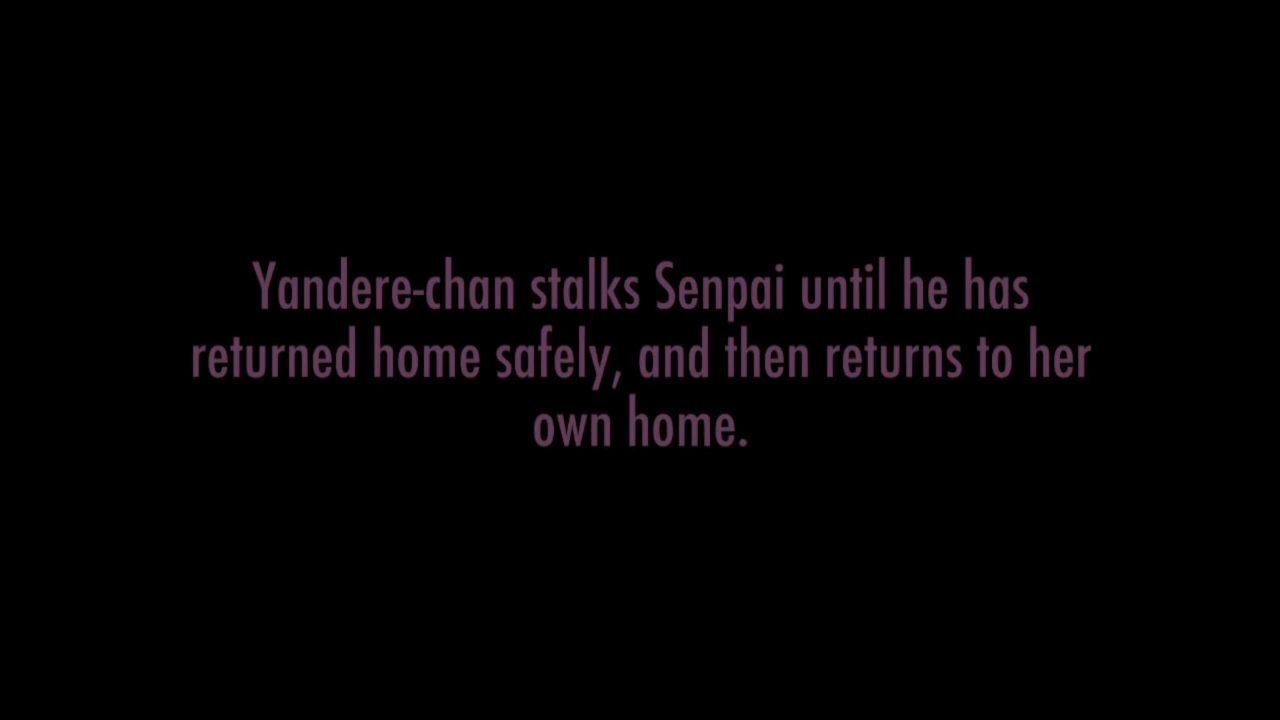 Yandere-chan stalks Senpai until he has
returned home safely, and then returns to her
own home.